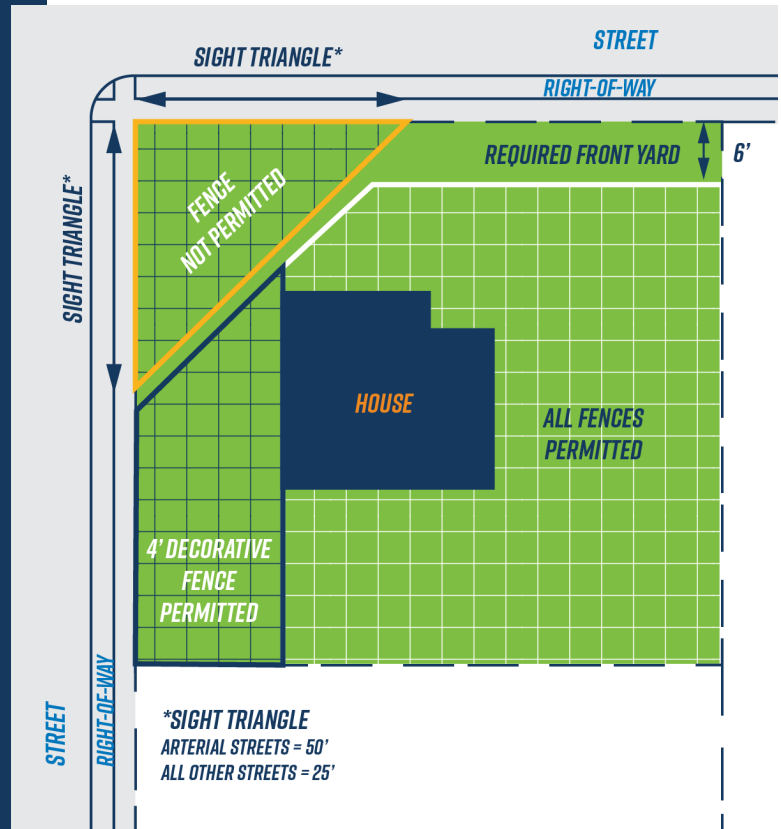 STREET
SIGHT TRIANGLE*
RIGHT-OF-WAY
REQUIRED FRONT YARD
6’
FENCE
NOT PERMITTED
SIGHT TRIANGLE*
HOUSE
ALL FENCES
PERMITTED
4’ DECORATIVE
FENCE
PERMITTED
STREET
RIGHT-OF-WAY
*SIGHT TRIANGLE
ARTERIAL STREETS = 50’
ALL OTHER STREETS = 25’